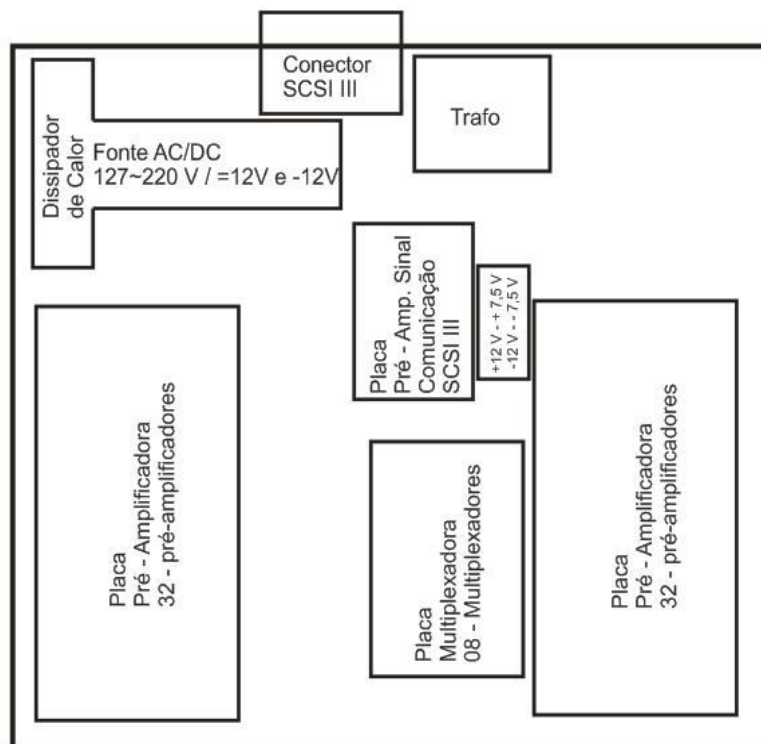 Conector
SCSI III
Trafo
Dissipador
de Calor
Fonte AC/DC
127~220 V / =12V e -12V
Placa
Pré - Amp. Sinal
Comunicação
SCSI III
+12 V - + 7,5 V
-12 V - - 7,5 V
Placa
Pré - Amplificadora
32 - pré-amplificadores
Placa
Multiplexadora
08 - Multiplexadores
Placa
Pré - Amplificadora
32 - pré-amplificadores